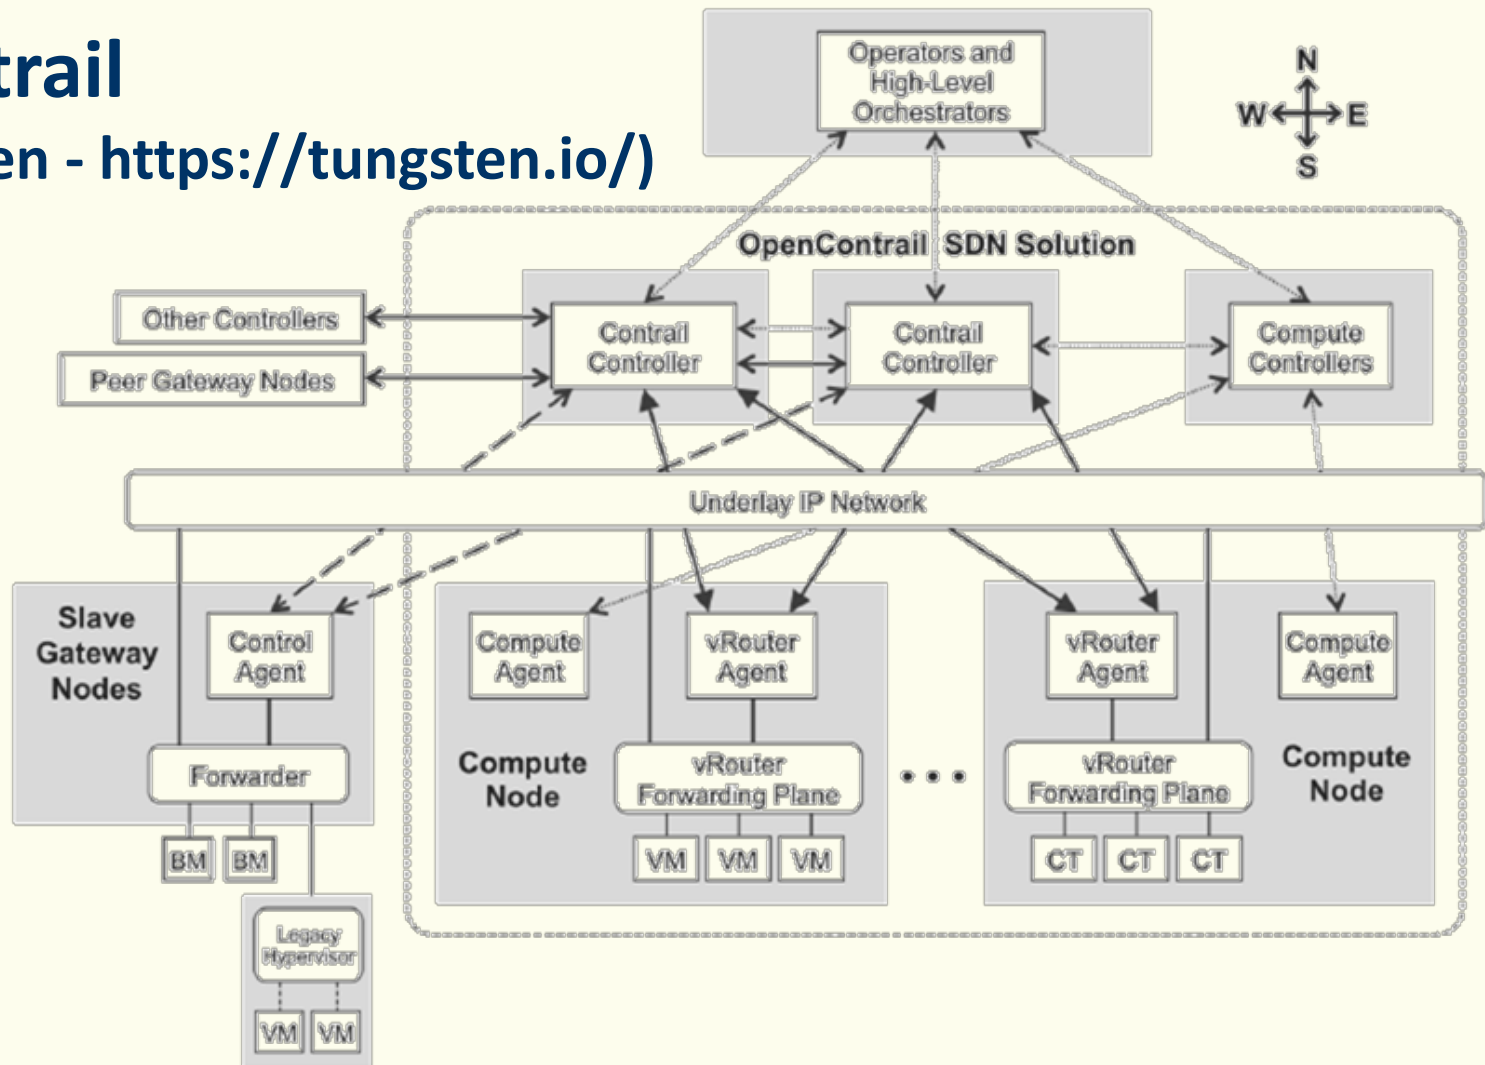 trail
en - https://tungsten.io/)
Operators and
High-Level
Orchestrators
N
W
E
S
OpenContrail SDN Solution
Other Controllers
Peer Gateway Nodes
Contrail
Controller
Contrail
Controller
Compute
Controllers
Underlay IP Network
Slave
Gateway
Nodes
Control
Agent
Forwarder
BM
BM
Legacy
Hypervisor
VM
VM
Compute
Agent
vRouter
Agent
Compute
Node
vRouter
Forwarding Plane
VM
VM
VM
vRouter
Agent
Compute
Agent
vRouter
Forwarding Plane
Compute
Node
CT
CT
CT